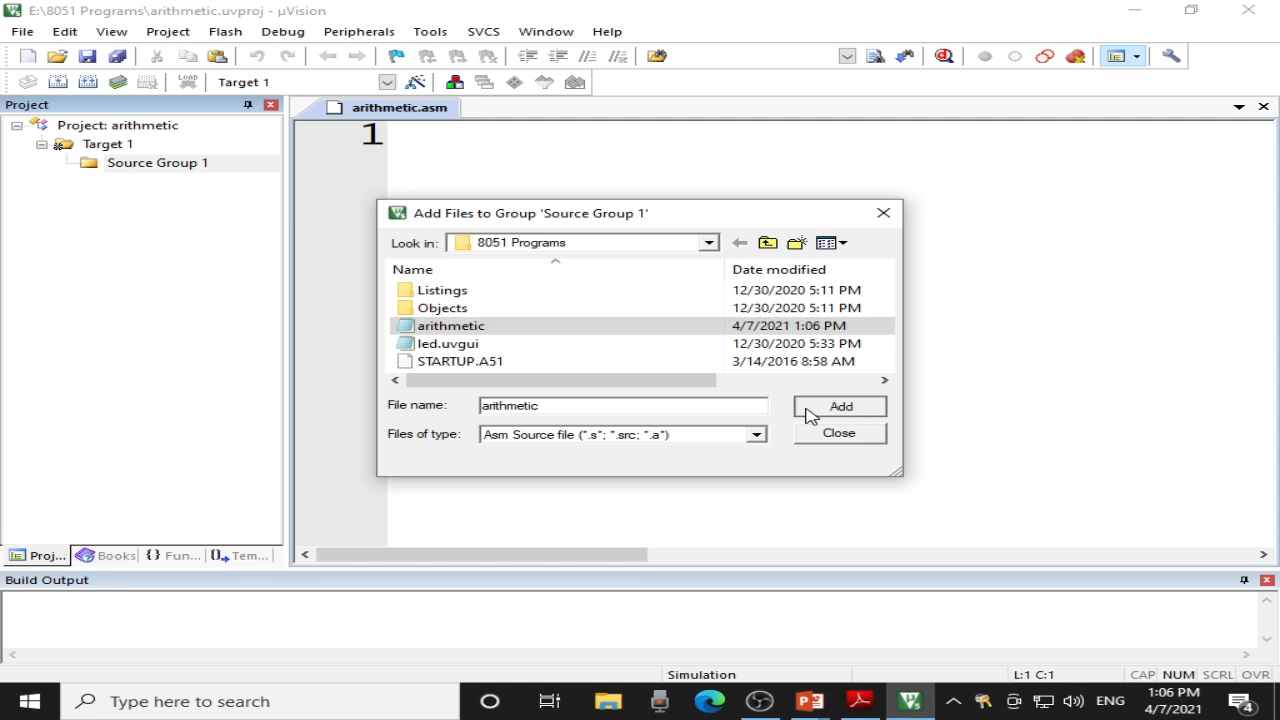 E:\8051 Programs\arithmetic.uvproj - µVision
File Edit View Project Flash Debug Peripherals Tools SVCS Window Help
LOAD Target 1
Project
arithmetic.asm
Project: arithmetic
Target 1
Source Group 1
1
Add Files to Group 'Source Group 1'
Look in: 8051 Programs
Name Date modified
Listings 12/30/2020 5:11 PM
Objects 12/30/2020 5:11 PM
arithmetic 4/7/2021 1:06 PM
led.uvgui 12/30/2020 5:33 PM
STARTUP.A51 3/14/2016 8:58 AM
File name: arithmetic Add
Files of type: Asm Source file (*.s*; *.src; *.a*) Close
Proj... Books {} Fun... Tem...
Build Output
Simulation L:1 C:1 CAP NUM SCRL OVR
Type here to search ENG 1:06 PM
4/7/2021 4